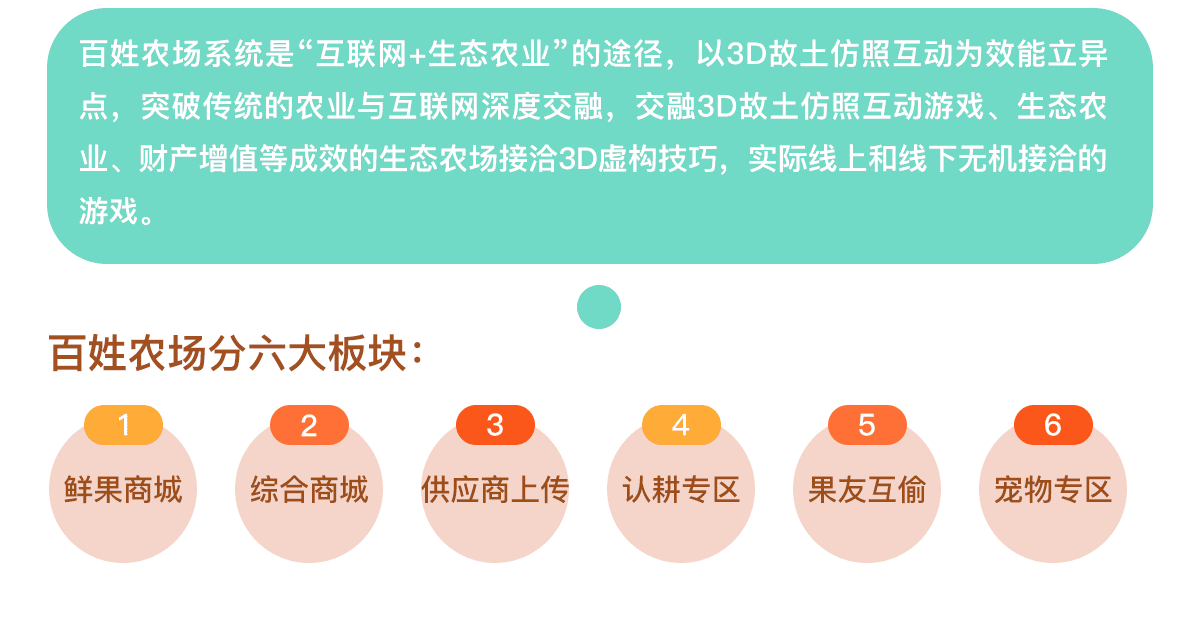 百姓农场系统是“互联网+生态农业”的途径，以3D故土仿照互动为效能立异
点，突破传统的农业与互联网深度交融，交融3D故土仿照互动游戏、生态农
业、财产增值等成效的生态农场接洽3D虚构技巧，实际线上和线下无机接洽的
游戏。
百姓农场分六大板块：
1
2
3
4
5
6
鲜果商城
综合商城
供应商上传
认耕专区
果友互偷
宠物专区